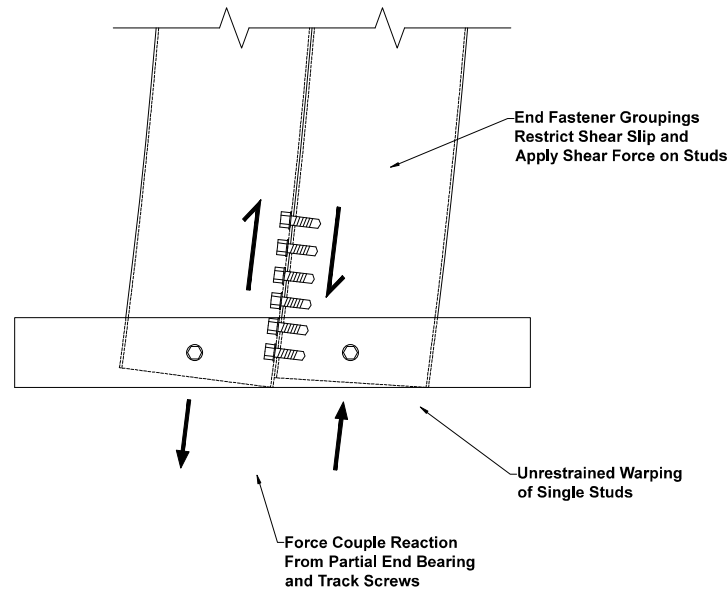 End Fastener Groupings
Restrict Shear Slip and
Apply Shear Force on Studs
Unrestrained Warping
of Single Studs
Force Couple Reaction
From Partial End Bearing
and Track Screws